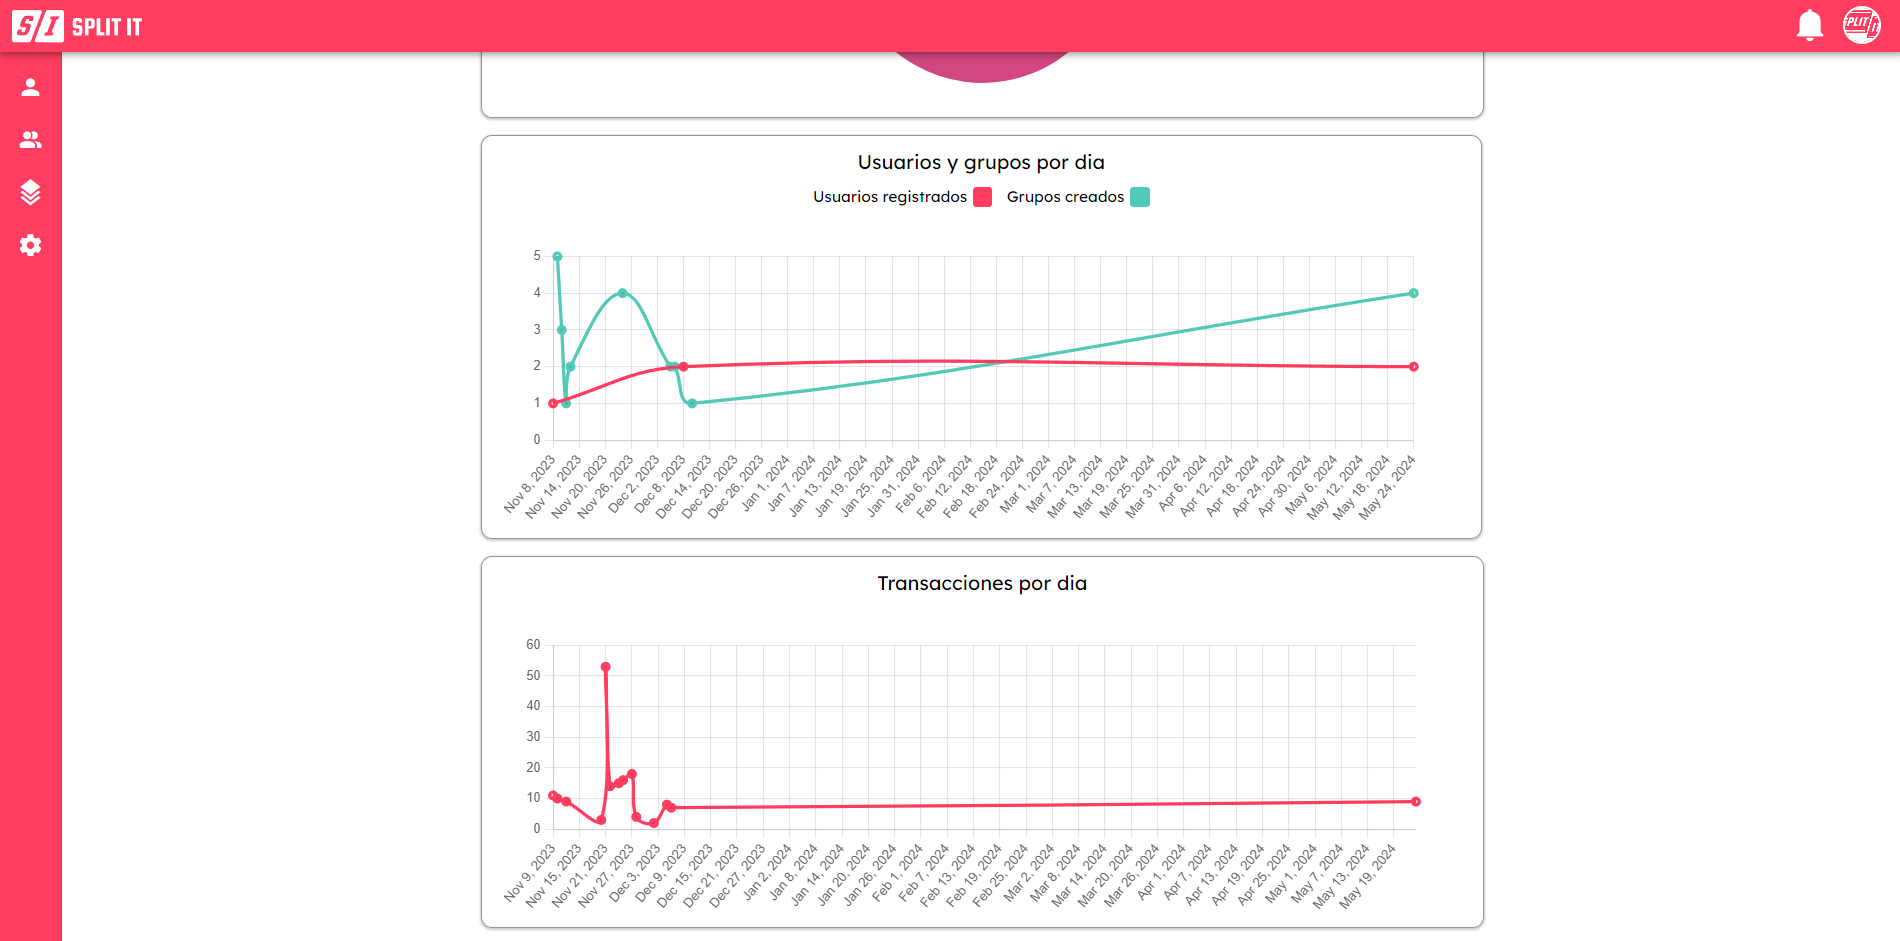 S/I SPLIT IT
SPLIT
Usuarios y grupos por dia
Usuarios registrados Grupos creados
5
4
3
2
1
0
Nov 8, 2023 Nov 14, 2023 Nov 20, 2023 Nov 26, 2023 Dec 2, 2023 Dec 8, 2023 Dec 14, 2023 Dec 20, 2023 Dec 26, 2023 Jan 1, 2024 Jan 7, 2024 Jan 13, 2024 Jan 19, 2024 Jan 25, 2024 Jan 31, 2024 Feb 6, 2024 Feb 12, 2024 Feb 18, 2024 Feb 24, 2024 Mar 1, 2024 Mar 7, 2024 Mar 13, 2024 Mar 19, 2024 Mar 25, 2024 Mar 31, 2024 Apr 6, 2024 Apr 12, 2024 Apr 18, 2024 Apr 24, 2024 Apr 30, 2024 May 6, 2024 May 12, 2024 May 18, 2024 May 24, 2024
Transacciones por dia
60
50
40
30
20
10
0
Nov 9, 2023 Nov 15, 2023 Nov 21, 2023 Nov 27, 2023 Dec 3, 2023 Dec 9, 2023 Dec 15, 2023 Dec 21, 2023 Dec 27, 2023 Jan 2, 2024 Jan 8, 2024 Jan 14, 2024 Jan 20, 2024 Jan 26, 2024 Feb 1, 2024 Feb 7, 2024 Feb 13, 2024 Feb 19, 2024 Feb 25, 2024 Mar 2, 2024 Mar 8, 2024 Mar 14, 2024 Mar 20, 2024 Mar 26, 2024 Apr 1, 2024 Apr 7, 2024 Apr 13, 2024 Apr 19, 2024 Apr 25, 2024 May 1, 2024 May 7, 2024 May 13, 2024 May 19, 2024